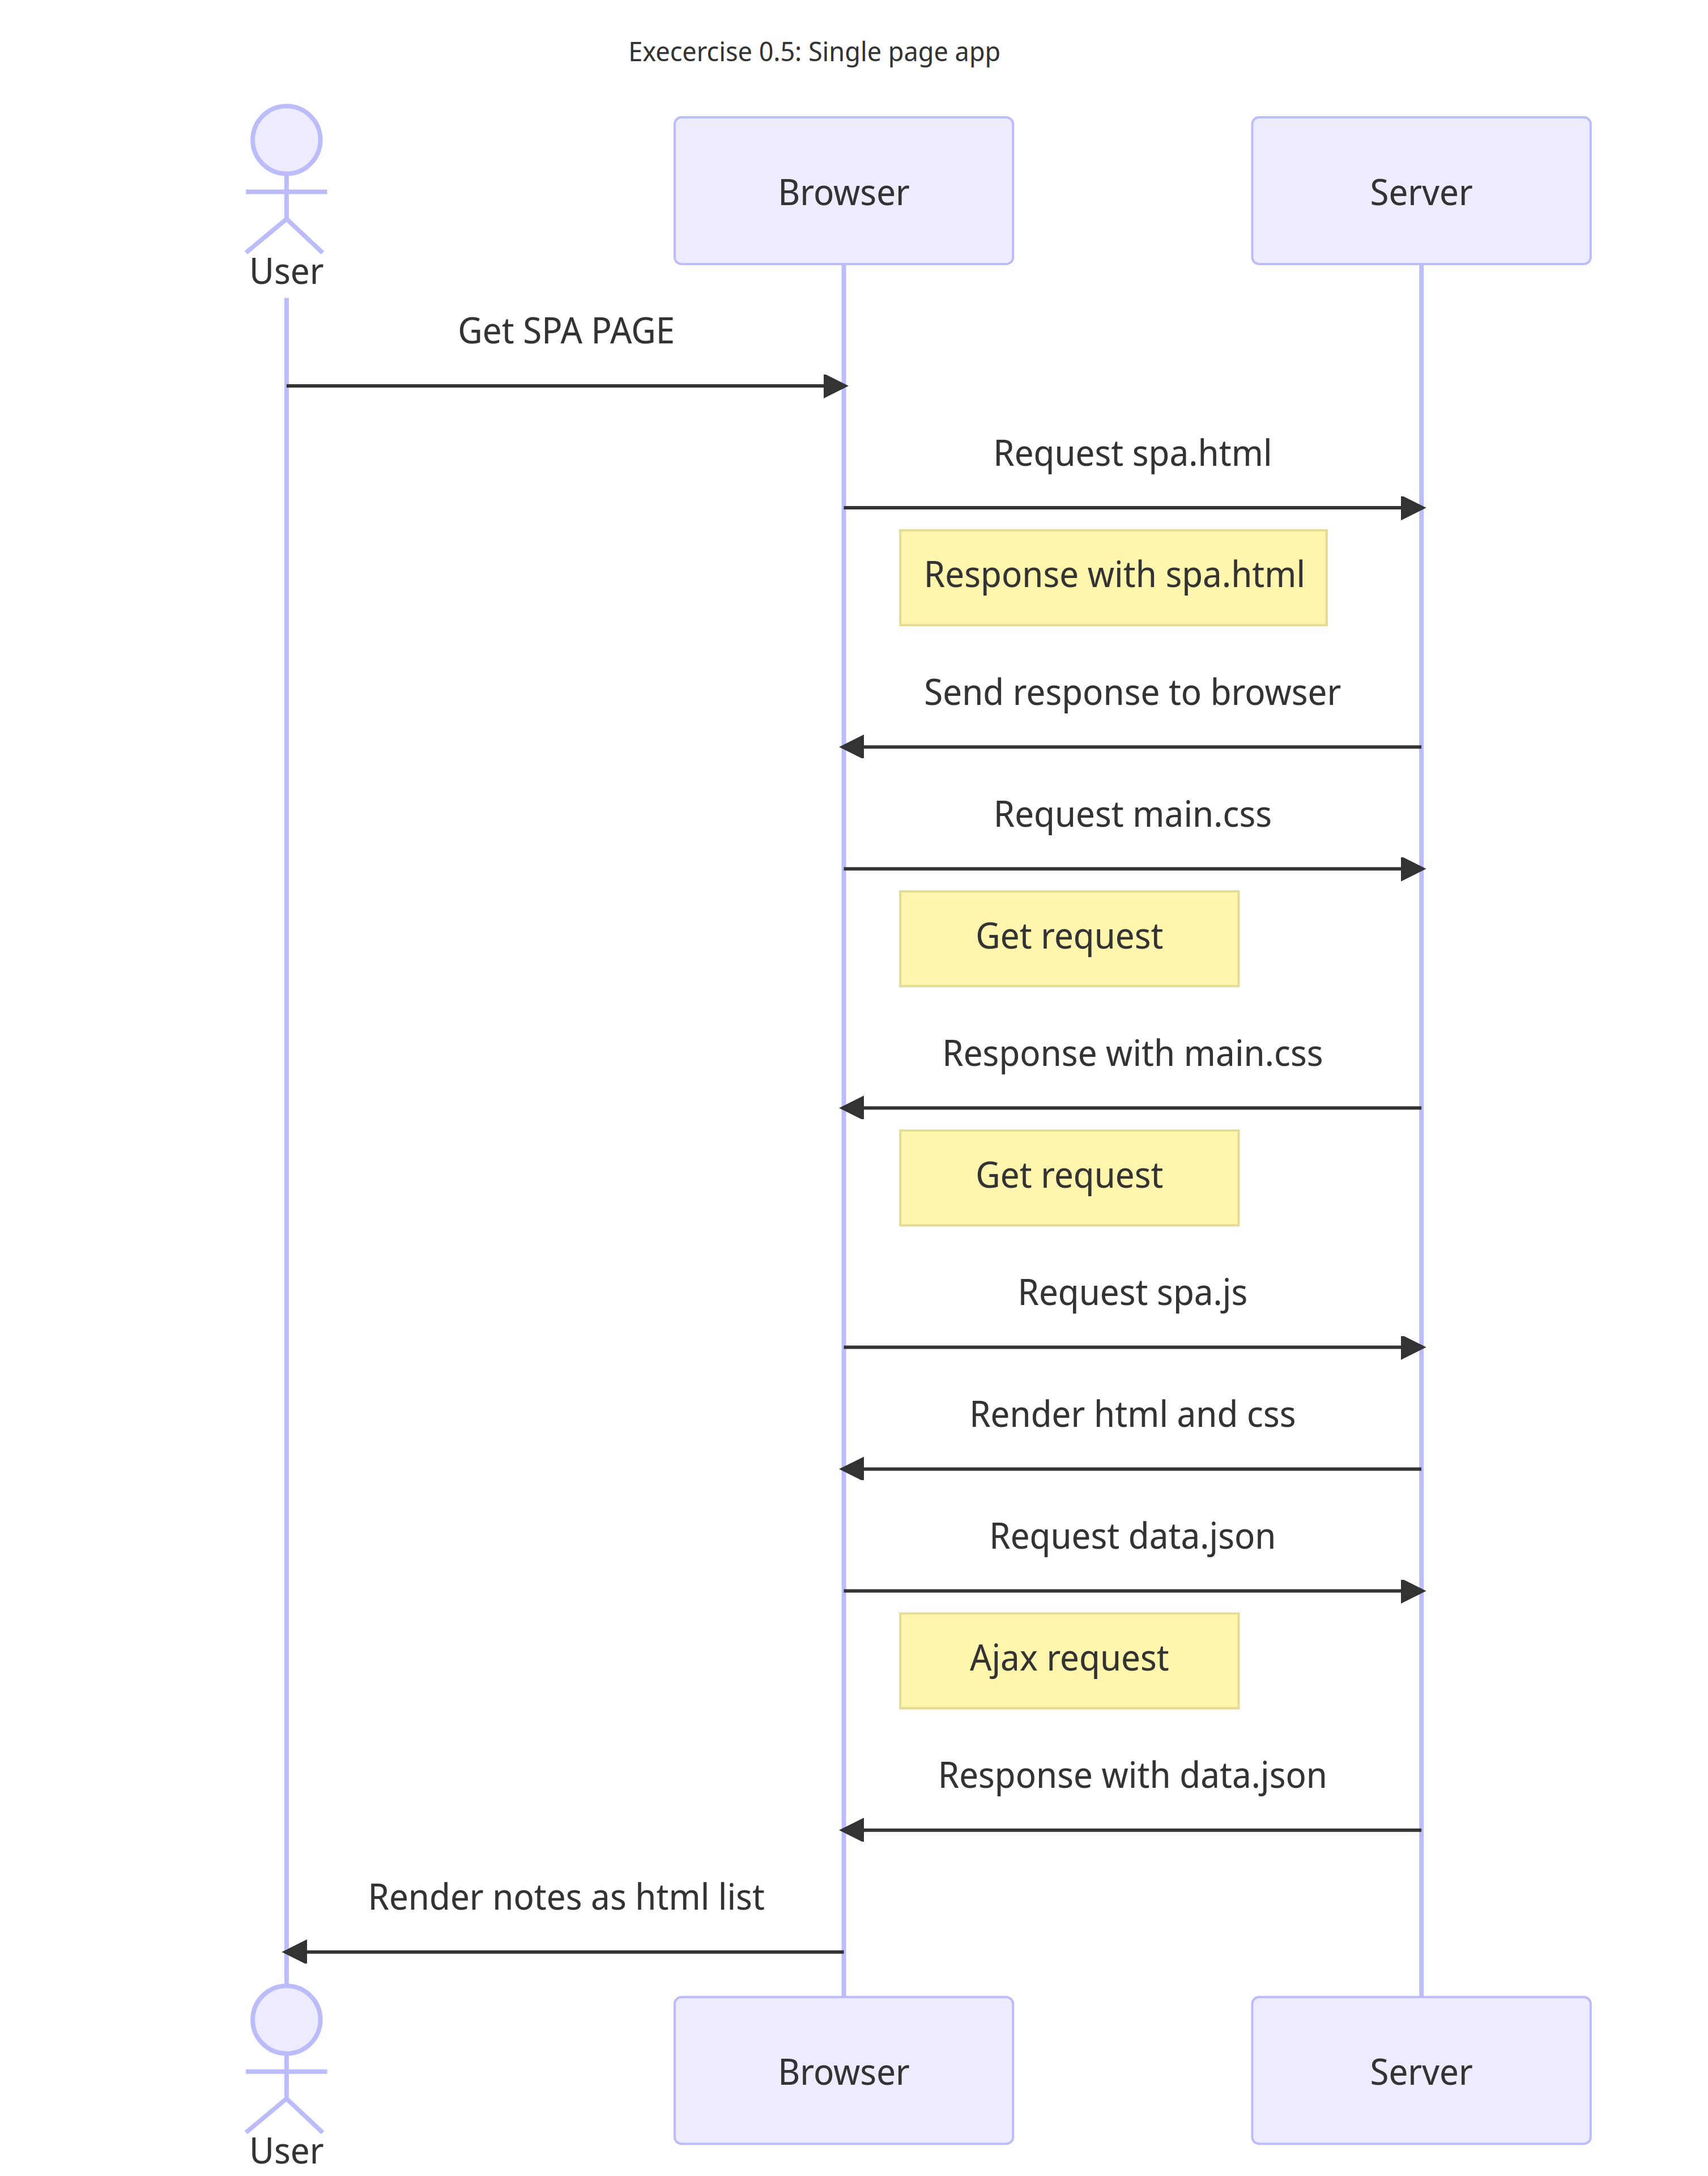 Execercise 0.5: Single page app
User
Browser
Server
Get SPA PAGE
Request spa.html
Response with spa.html
Send response to browser
Request main.css
Get request
Response with main.css
Get request
Request spa.js
Render html and css
Request data.json
Ajax request
Response with data.json
Render notes as html list
User
Browser
Server